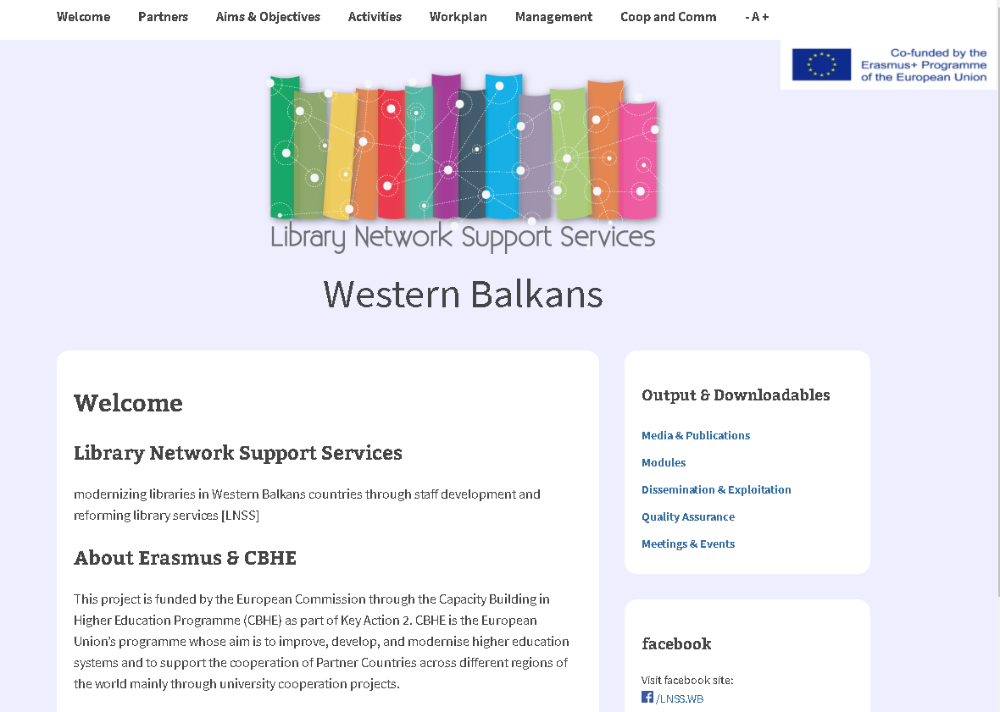 Welcome Partners Aims & Objectives Activities Workplan Management Coop and Comm - A +
Co-funded by the
Erasmus+ Programme
of the European Union
Library Network Support Services
Western Balkans
Welcome
Library Network Support Services
modernizing libraries in Western Balkans countries through staff development and
reforming library services [LNSS]
About Erasmus & CBHE
This project is funded by the European Commission through the Capacity Building in
Higher Education Programme (CBHE) as part of Key Action 2. CBHE is the European
Union’s programme whose aim is to improve, develop, and modernise higher education
systems and to support the cooperation of Partner Countries across different regions of
the world mainly through university cooperation projects.
Output & Downloadables
Media & Publications
Modules
Dissemination & Exploitation
Quality Assurance
Meetings & Events
facebook
Visit facebook site:
/LNSS.WB